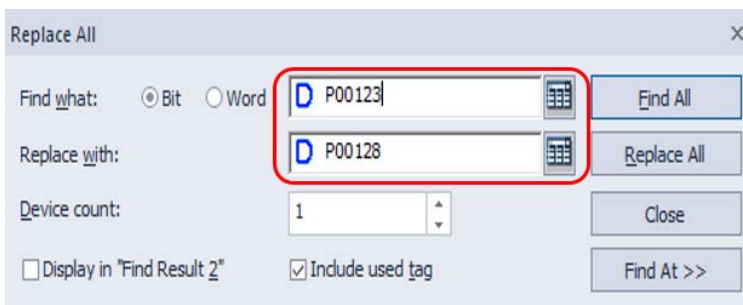 Replace All
Find what: Bit Word D P00123 Find All
Replace with: D P00128 Replace All
Device count: 1 Close
Display in "Find Result 2" Include used tag Find At >>